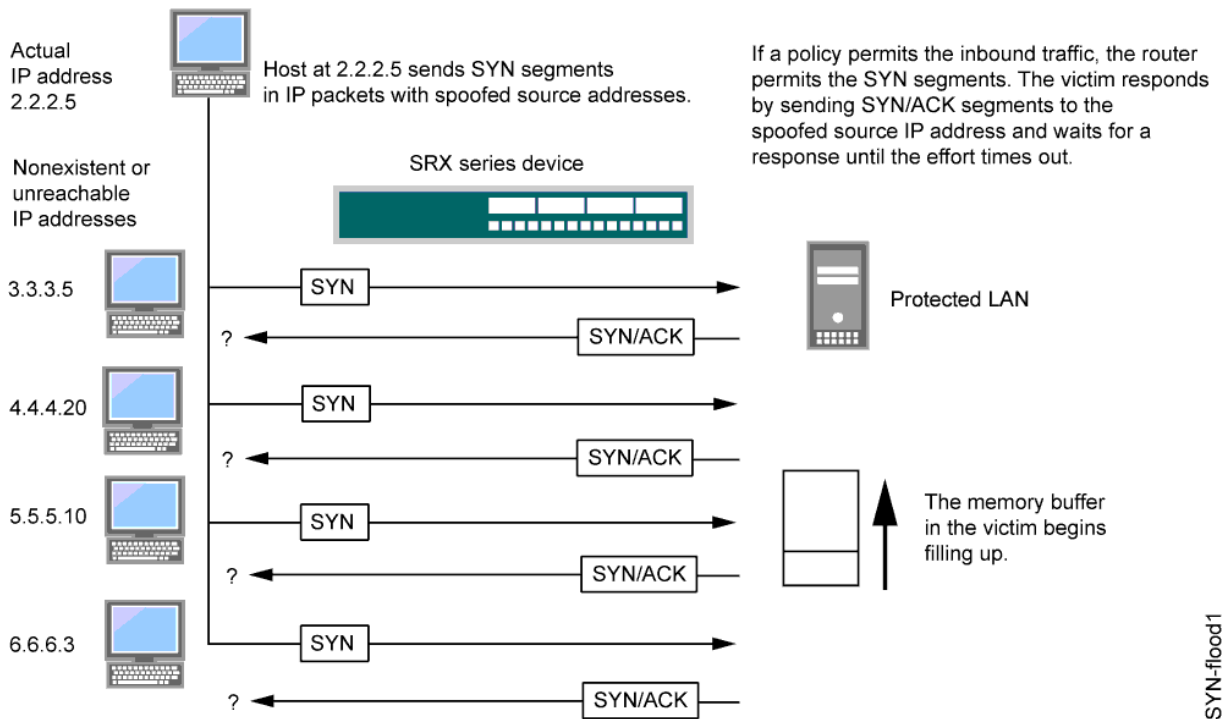 Actual
IP address
2.2.2.5
Host at 2.2.2.5 sends SYN segments
in IP packets with spoofed source addresses.
If a policy permits the inbound traffic, the router
permits the SYN segments. The victim responds
by sending SYN/ACK segments to the
spoofed source IP address and waits for a
response until the effort times out.
Nonexistent or
unreachable
IP addresses
SRX series device
3.3.3.5
SYN
Protected LAN
?
SYN/ACK
4.4.4.20
SYN
?
SYN/ACK
5.5.5.10
SYN
The memory buffer
in the victim begins
filling up.
?
SYN/ACK
6.6.6.3
SYN
?
SYN/ACK
SYN-flood1